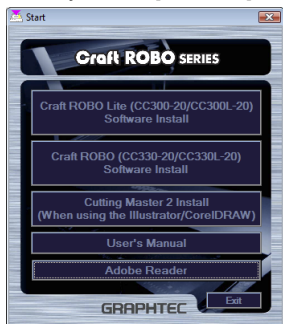 Start
Craft ROBO SERIES
Craft ROBO Lite (CC300-20/CC300L-20)
Software Install
Craft ROBO (CC330-20/CC330L-20)
Software Install
Cutting Master 2 Install
(When using the Illustrator/CorelDRAW)
User's Manual
Adobe Reader
GRAPHTEC
Exit